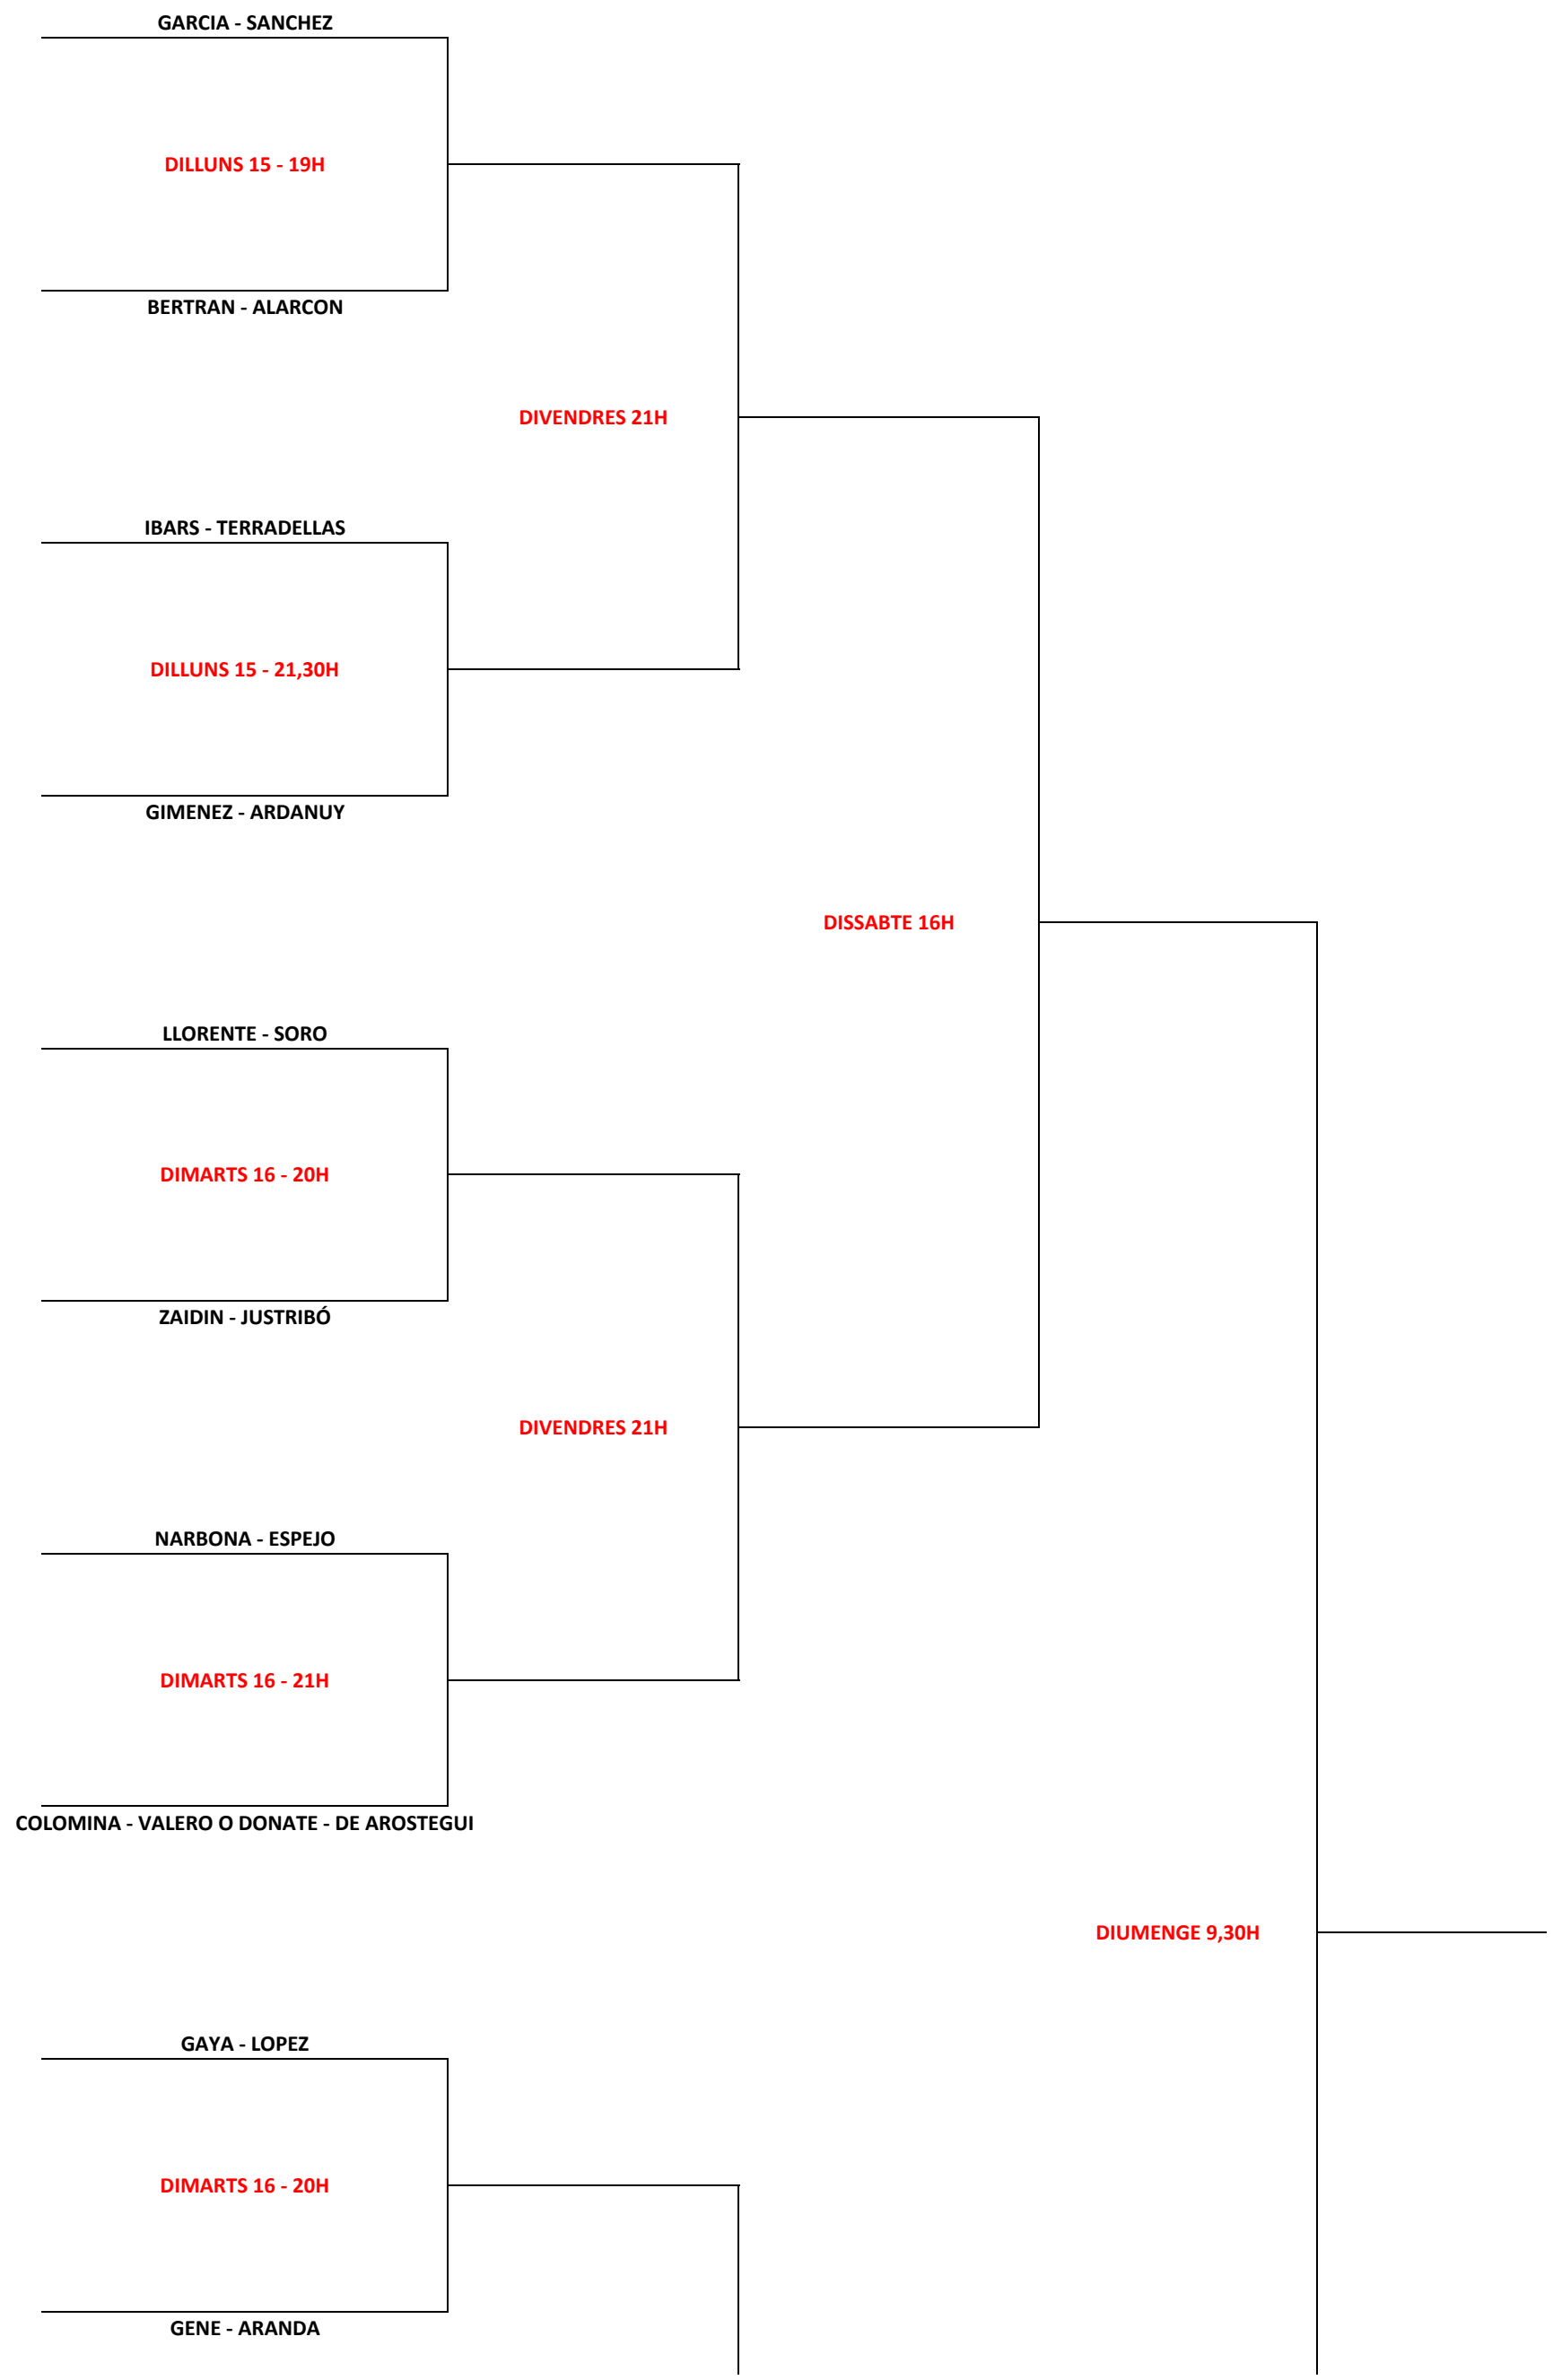 GARCIA - SANCHEZ
DILLUNS 15 - 19H
BERTRAN - ALARCON
DIVENDRES 21H
IBARS - TERRADELLAS
DILLUNS 15 - 21,30H
GIMENEZ - ARDANUY
DISSABTE 16H
LLORENTE - SORO
DIMARTS 16 - 20H
ZAIDIN - JUSTRIBÓ
DIVENDRES 21H
NARBONA - ESPEJO
DIMARTS 16 - 21H
COLOMINA - VALERO O DONATE - DE AROSTEGUI
DIUMENGE 9,30H
GAYA - LOPEZ
DIMARTS 16 - 20H
GENE - ARANDA